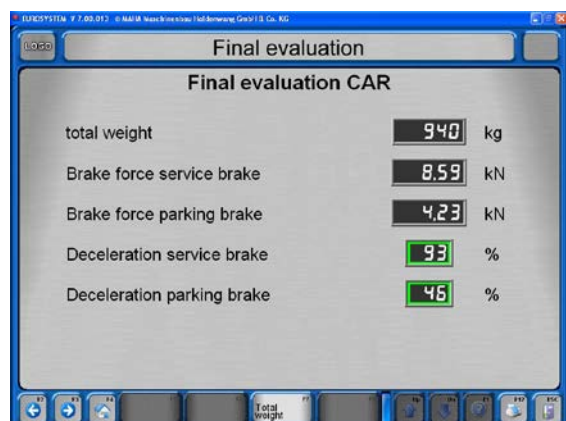 EUROSYSTEM V 7.00.013 © MAHA Maschinenbau Haldenwang GmbH & Co. KG
LOGO
Final evaluation
Final evaluation CAR
total weight 940 kg
Brake force service brake 8.59 kN
Brake force parking brake 4.23 kN
Deceleration service brake 93 %
Deceleration parking brake 46 %
Total
weight
ESC